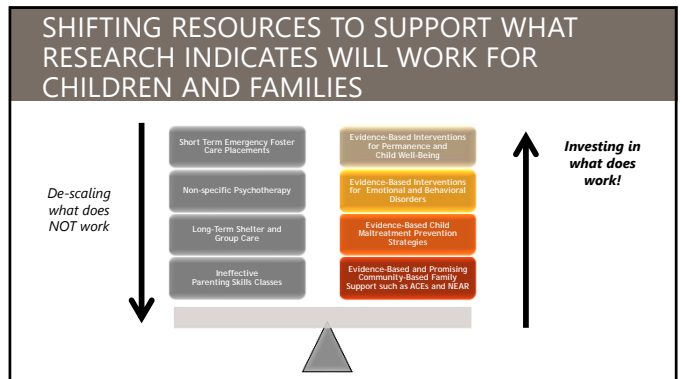 SHIFTING RESOURCES TO SUPPORT WHAT
RESEARCH INDICATES WILL WORK FOR
CHILDREN AND FAMILIES
De-scaling
what does
NOT work
Short Term Emergency Foster
Care Placements
Non-specific Psychotherapy
Long-Term Shelter and
Group Care
Ineffective
Parenting Skills Classes
Evidence-Based Interventions
for Permanence and
Child Well-Being
Evidence-Based Interventions
for Emotional and Behavioral
Disorders
Evidence-Based Child
Maltreatment Prevention
Strategies
Evidence-Based and Promising
Community-Based Family
Support such as ACEs and NEAR
Investing in
what does
work!